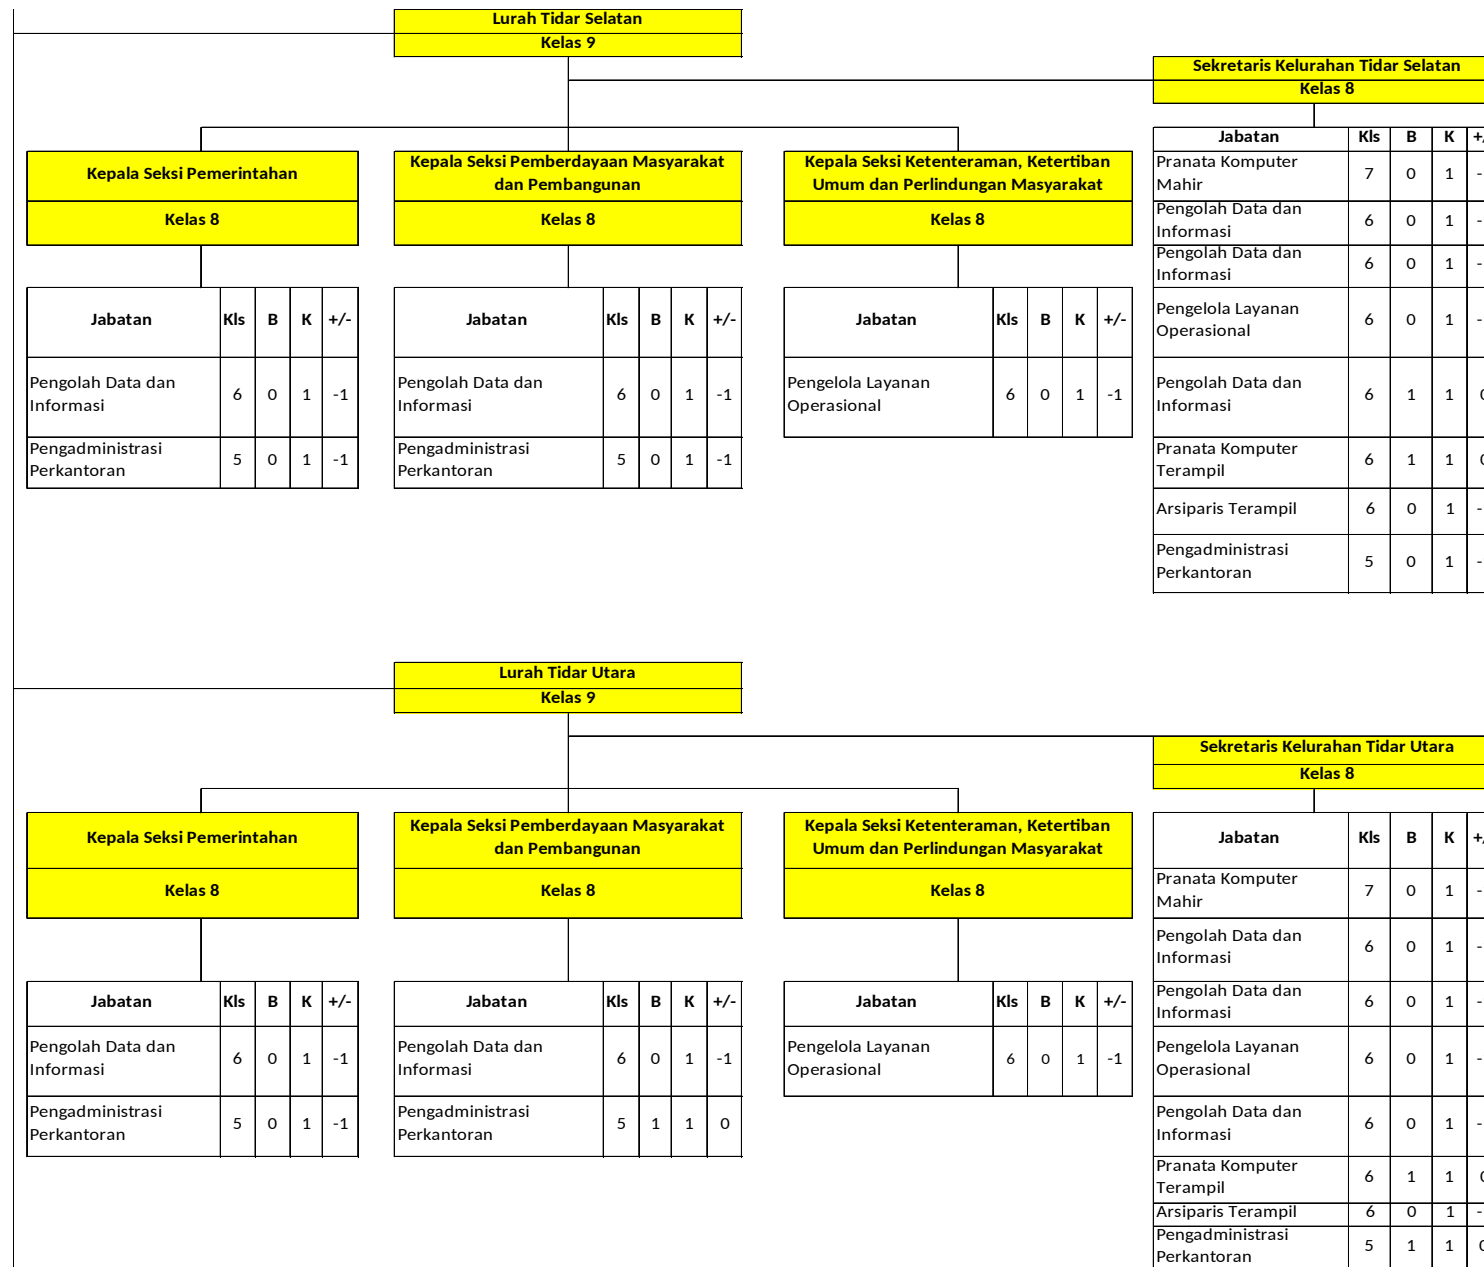 Lurah Tidar Selatan
Kelas 9
Sekretaris Kelurahan Tidar Selatan
Kelas 8
Kepala Seksi Pemerintahan
Kelas 8
Kepala Seksi Pemberdayaan Masyarakat
dan Pembangunan
Kelas 8
Kepala Seksi Ketenteraman, Ketertiban
Umum dan Perlindungan Masyarakat
Kelas 8
Jabatan Kls B K +/-
Pengolah Data dan
Informasi 6 0 1 -1
Pengadministrasi
Perkantoran 5 0 1 -1
Jabatan Kls B K +/-
Pengolah Data dan
Informasi 6 0 1 -1
Pengadministrasi
Perkantoran 5 0 1 -1
Jabatan Kls B K +/-
Pengelola Layanan
Operasional 6 0 1 -1
Jabatan Kls B K
Pranata Komputer
Mahir 7 0 1
Pengolah Data dan
Informasi 6 0 1
Pengolah Data dan
Informasi 6 0 1
Pengelola Layanan
Operasional 6 0 1
Pengolah Data dan
Informasi 6 1 1
Pranata Komputer
Terampil 6 1 1
Arsiparis Terampil 6 0 1
Pengadministrasi
Perkantoran 5 0 1
Lurah Tidar Utara
Kelas 9
Sekretaris Kelurahan Tidar Utara
Kelas 8
Kepala Seksi Pemerintahan
Kelas 8
Kepala Seksi Pemberdayaan Masyarakat
dan Pembangunan
Kelas 8
Kepala Seksi Ketenteraman, Ketertiban
Umum dan Perlindungan Masyarakat
Kelas 8
Jabatan Kls B K +/-
Pengolah Data dan
Informasi 6 0 1 -1
Pengadministrasi
Perkantoran 5 0 1 -1
Jabatan Kls B K +/-
Pengolah Data dan
Informasi 6 0 1 -1
Pengadministrasi
Perkantoran 5 1 1 0
Jabatan Kls B K +/-
Pengelola Layanan
Operasional 6 0 1 -1
Jabatan Kls B K
Pranata Komputer
Mahir 7 0 1
Pengolah Data dan
Informasi 6 0 1
Pengolah Data dan
Informasi 6 0 1
Pengelola Layanan
Operasional 6 0 1
Pengolah Data dan
Informasi 6 0 1
Pranata Komputer
Terampil 6 1 1
Arsiparis Terampil 6 0 1
Pengadministrasi
Perkantoran 5 1 1